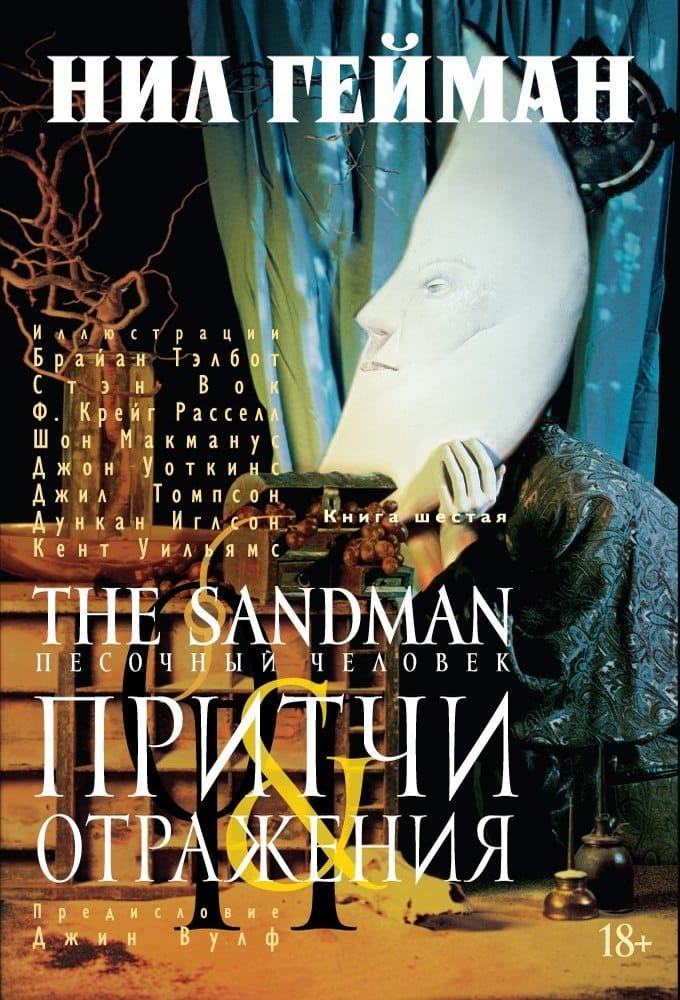 НИЛ ГЕЙМАН
Иллюстрации
Брайан Тэлбот
Стэн Вок
Ф. Крейг Расселл
Шон Макманус
Джон Уоткинс
Джил Томпсон
Дункан Иглсон
Кент Уильямс
Книга шестая
THE SANDMAN
ПЕСОЧНЫЙ ЧЕЛОВЕК
ПРИТЧИ
&
ОТРАЖЕНИЯ
Предисловие
Джин Вулф
18+